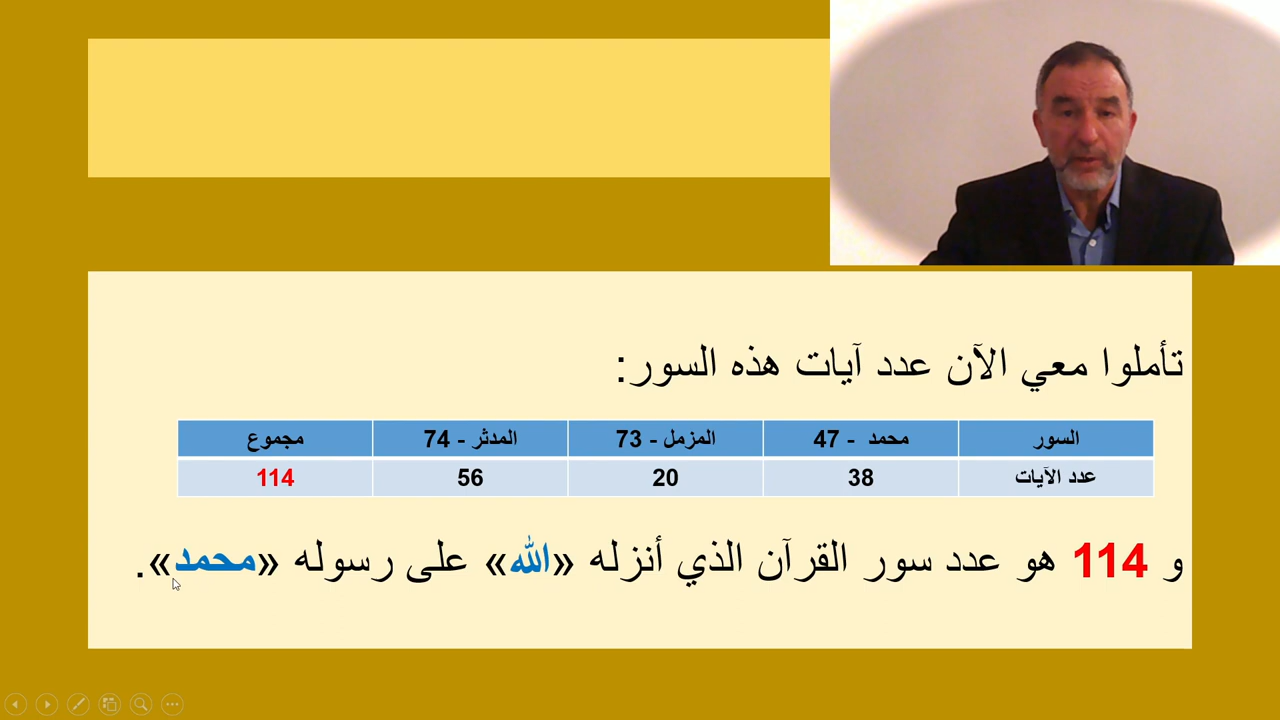 تأملوا معي الآن عدد آيات هذه السور:
السور محمد - 47 المزمل - 73 المدثر - 74 مجموع
عدد الآيات 38 20 56 114
و 114 هو عدد سور القرآن الذي أنزله «الله» على رسوله «محمد».